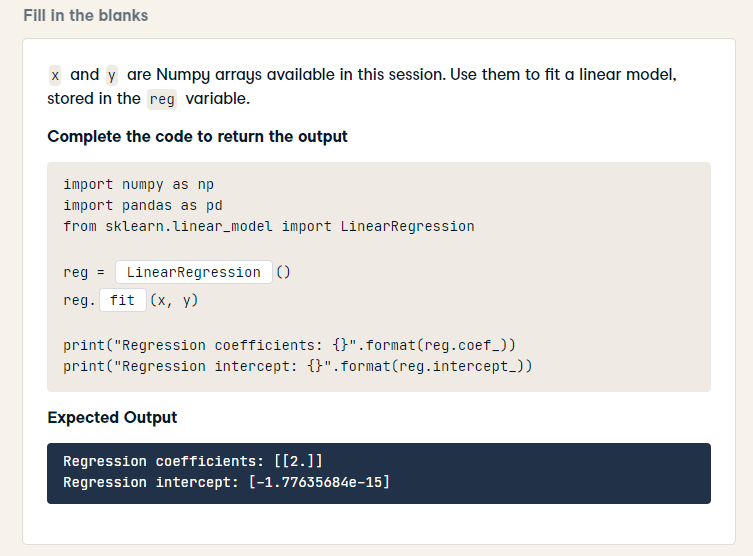 Fill in the blanks
x and y are Numpy arrays available in this session. Use them to fit a linear model,
stored in the reg variable.
Complete the code to return the output
import numpy as np
import pandas as pd
from sklearn.linear_model import LinearRegression
reg = LinearRegression ()
reg. fit (x, y)
print("Regression coefficients: {}".format(reg.coef_))
print("Regression intercept: {}".format(reg.intercept_))
Expected Output
Regression coefficients: [[2.]]
Regression intercept: [-1.77635684e-15]